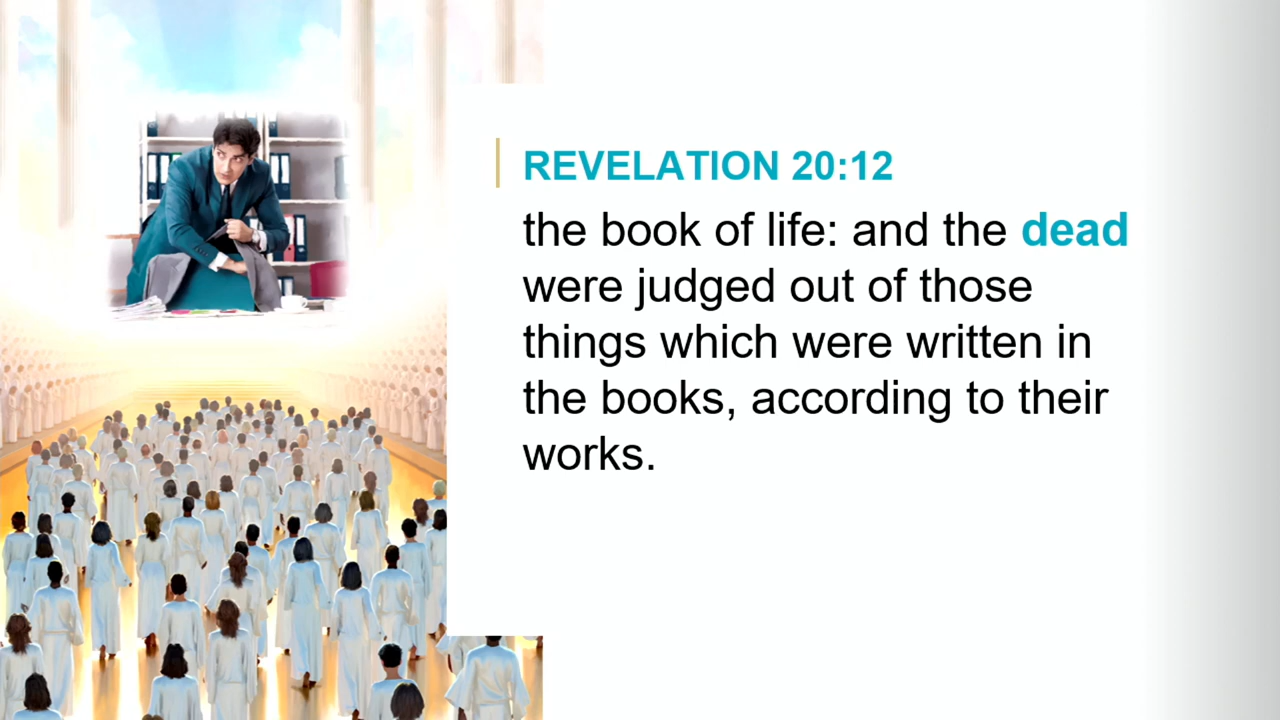 REVELATION 20:12
the book of life: and the dead
were judged out of those
things which were written in
the books, according to their
works.